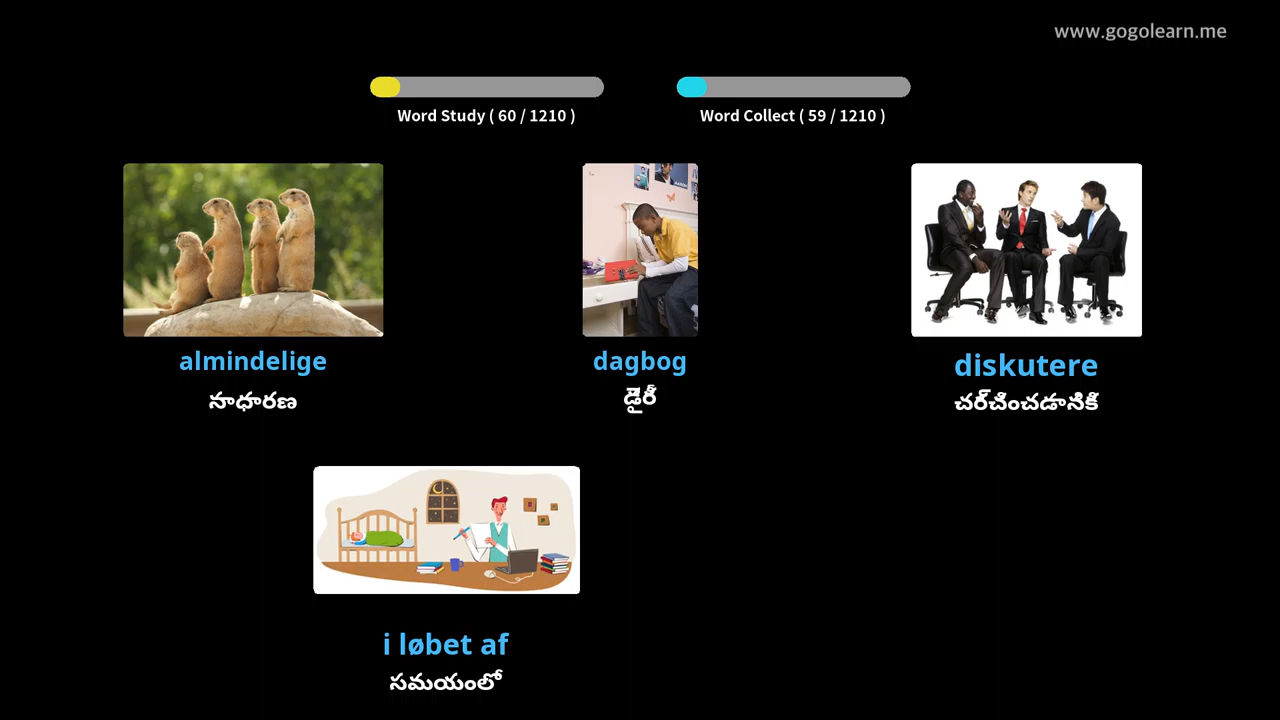 www.gogolearn.me
Word Study ( 60 / 1210 )
Word Collect ( 59 / 1210 )
almindelige
సాధారణ
dagbog
డైరీ
diskutere
చర్చించడానికి
i løbet af
సమయంలో